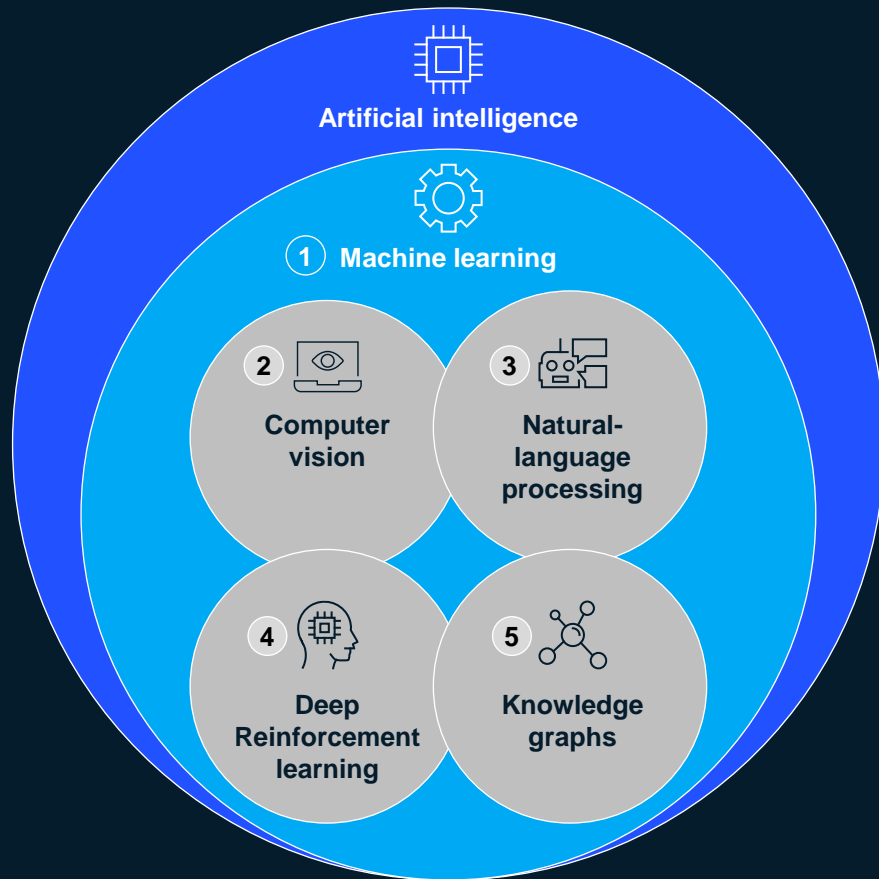 Artificial intelligence
1 Machine learning
2
Computer
vision
3
Natural-
language
processing
4
Deep
Reinforcement
learning
5
Knowledge
graphs